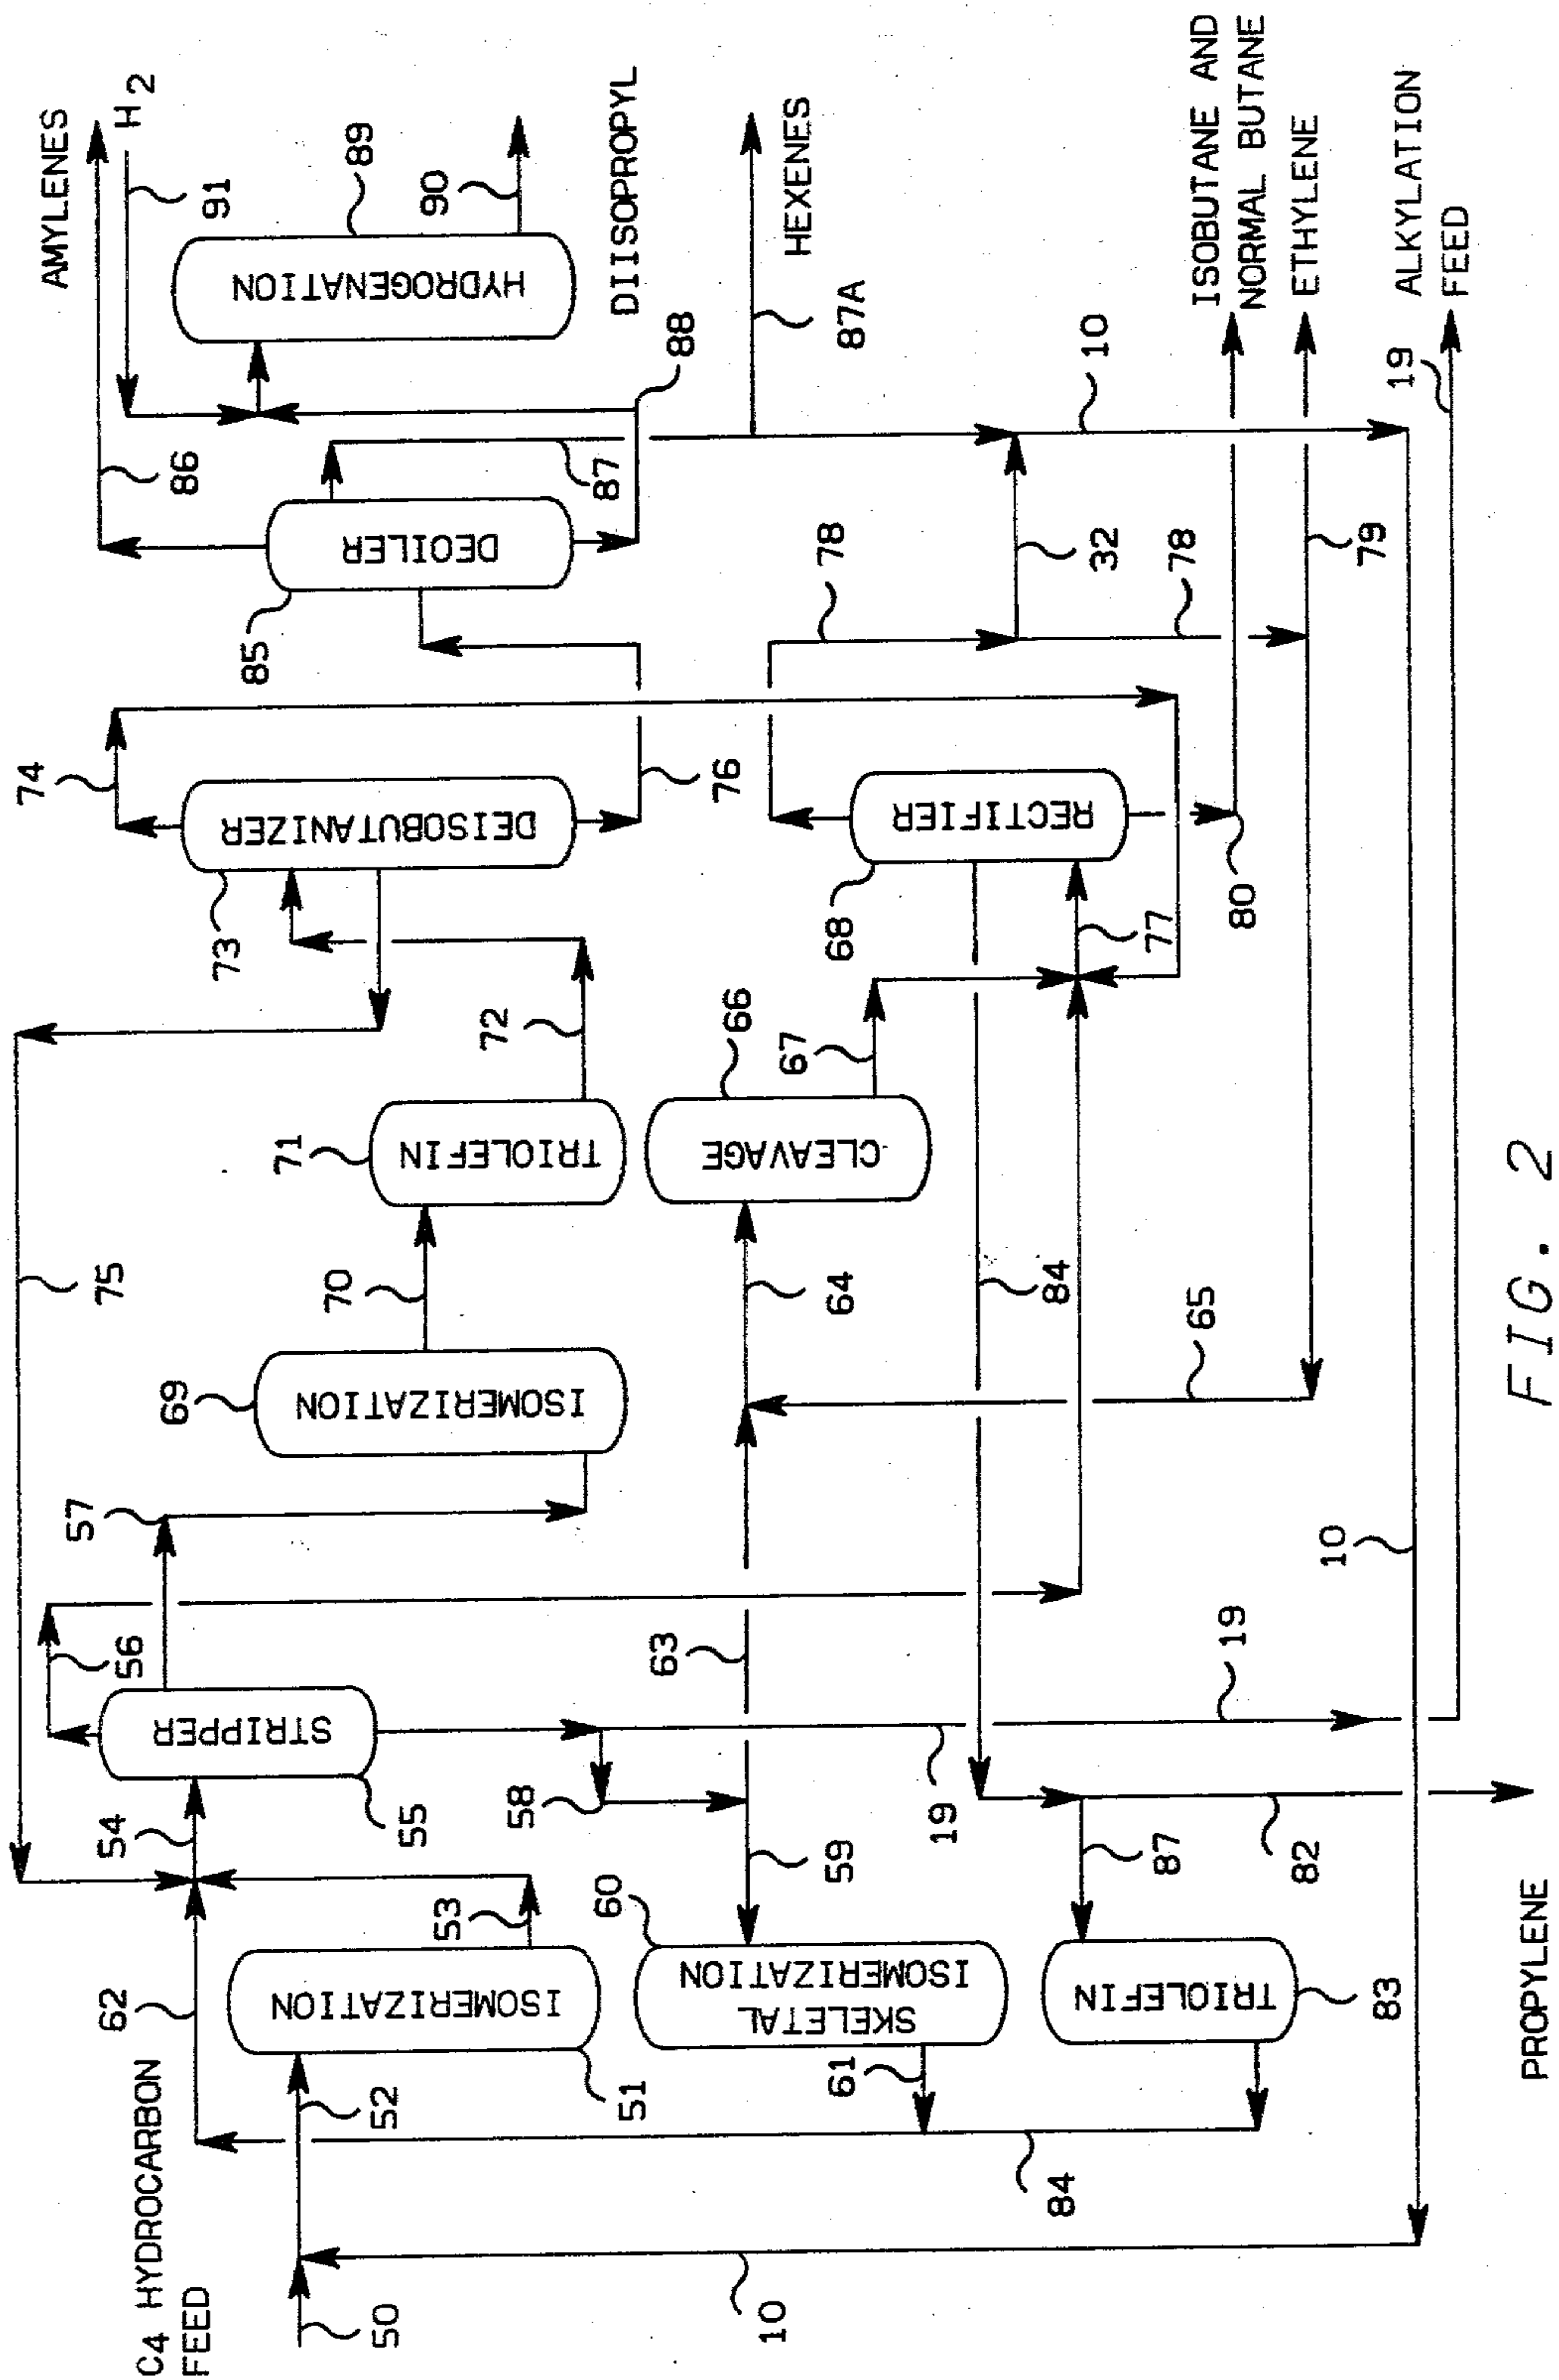 AMYLENES
H2
91
89
HYDROGENATION
90
DIISOPROPYL
86
88
87
DEOILER
85
HEXENES
87A
ISOBUTANE AND
NORMAL BUTANE
ETHYLENE
ALKYLATION
FEED
10
19
32
78
78
79
74
DEISOBUTANIZER
73
76
RECTIFIER
68
77
80
72
TRIOLEFIN
71
66
CLEAVAGE
67
75
70
64
84
65
69
ISOMERIZATION
57
56
STRIPPER
55
54
63
58
59
19
19
10
53
60
62
ISOMERIZATION
51
52
SKELETAL
ISOMERIZATION
61
87
82
TRIOLEFIN
83
84
C4 HYDROCARBON
FEED
50
10
PROPYLENE
FIG. 2